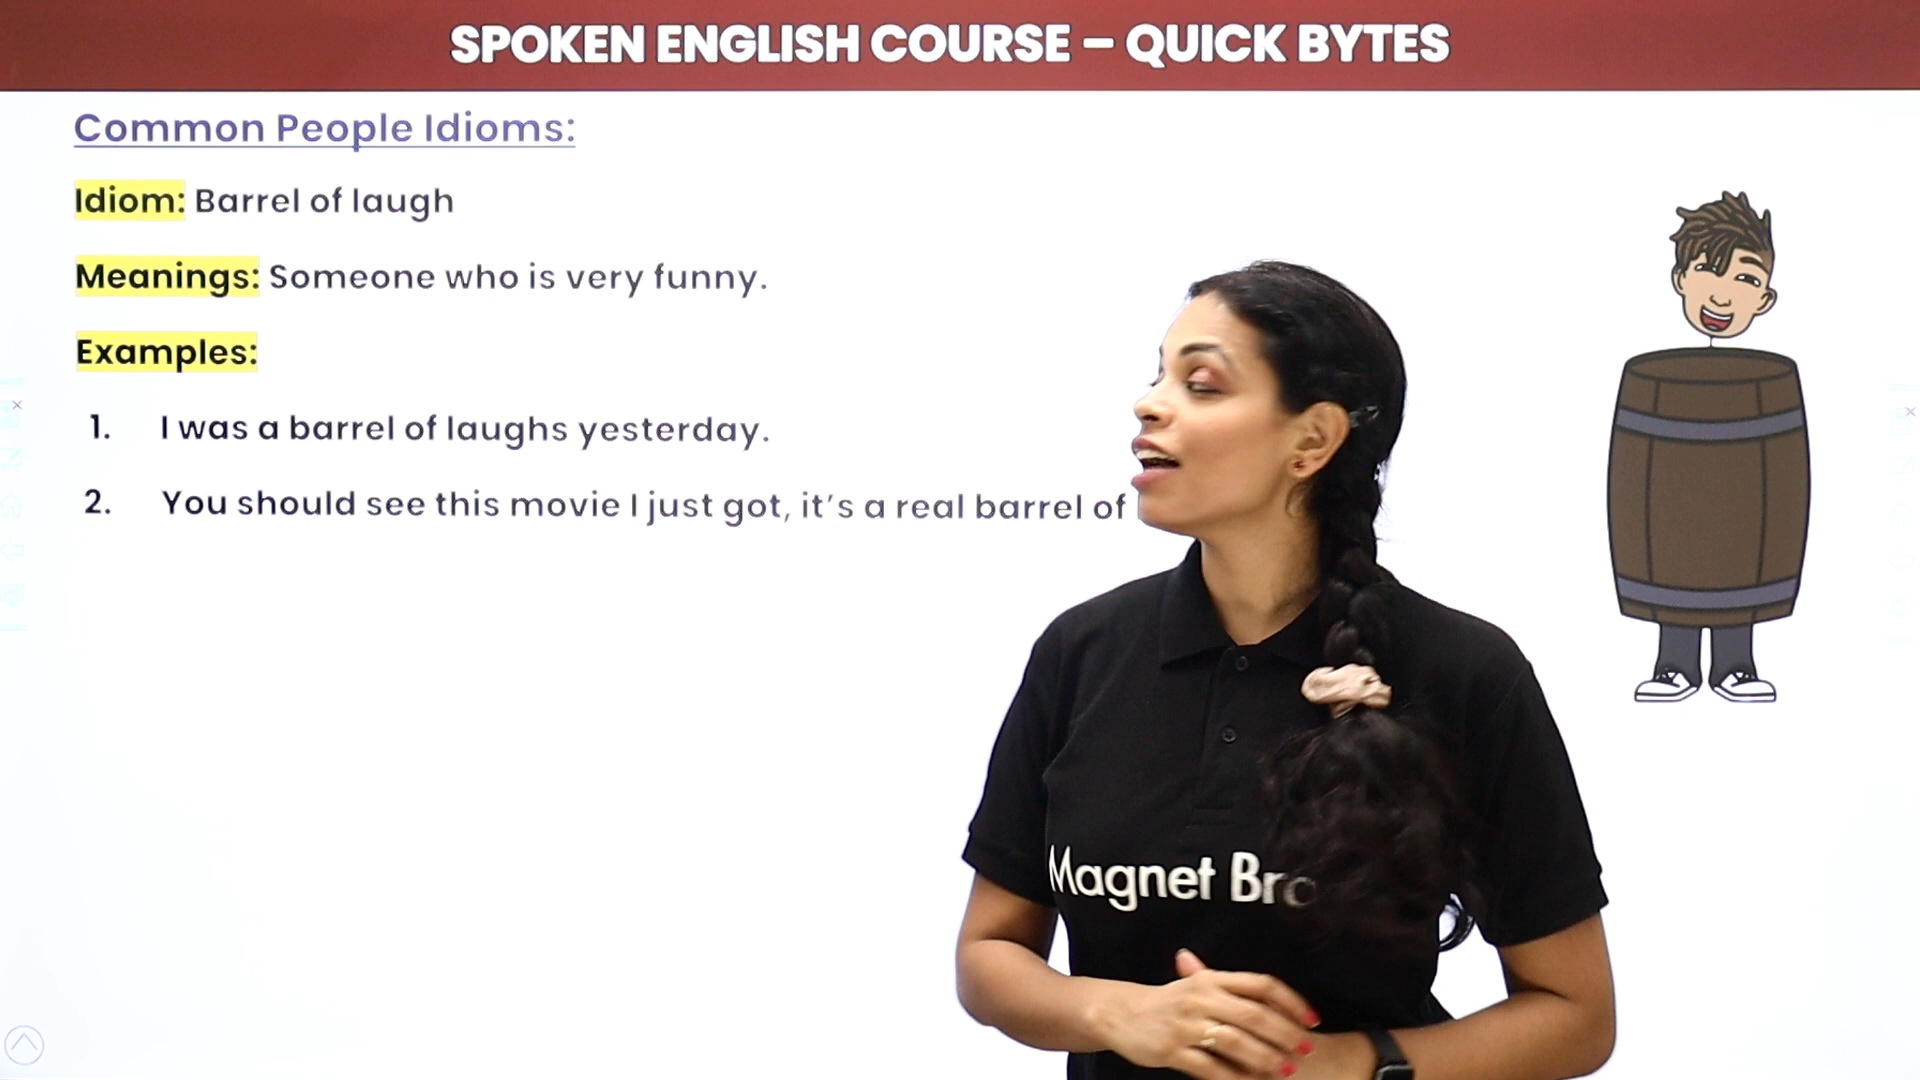 SPOKEN ENGLISH COURSE – QUICK BYTES
Common People Idioms:
Idiom: Barrel of laugh
Meanings: Someone who is very funny.
Examples:
1. I was a barrel of laughs yesterday.
2. You should see this movie I just got, it's a real barrel of
Magnet